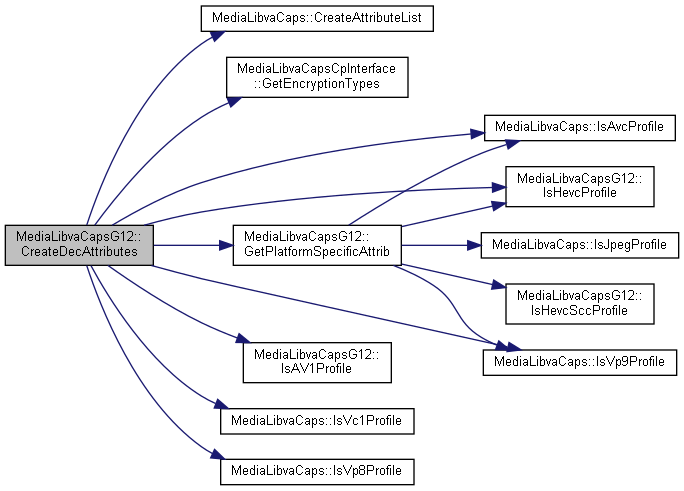 MediaLibvaCaps::CreateAttributeList
MediaLibvaCapsCpInterface
::GetEncryptionTypes
MediaLibvaCaps::IsAvcProfile
MediaLibvaCapsG12::
IsHevcProfile
MediaLibvaCapsG12::
CreateDecAttributes
MediaLibvaCapsG12::
GetPlatformSpecificAttrib
MediaLibvaCaps::IsJpegProfile
MediaLibvaCapsG12::
IsHevcSccProfile
MediaLibvaCapsG12::
IsAV1Profile
MediaLibvaCaps::IsVp9Profile
MediaLibvaCaps::IsVc1Profile
MediaLibvaCaps::IsVp8Profile